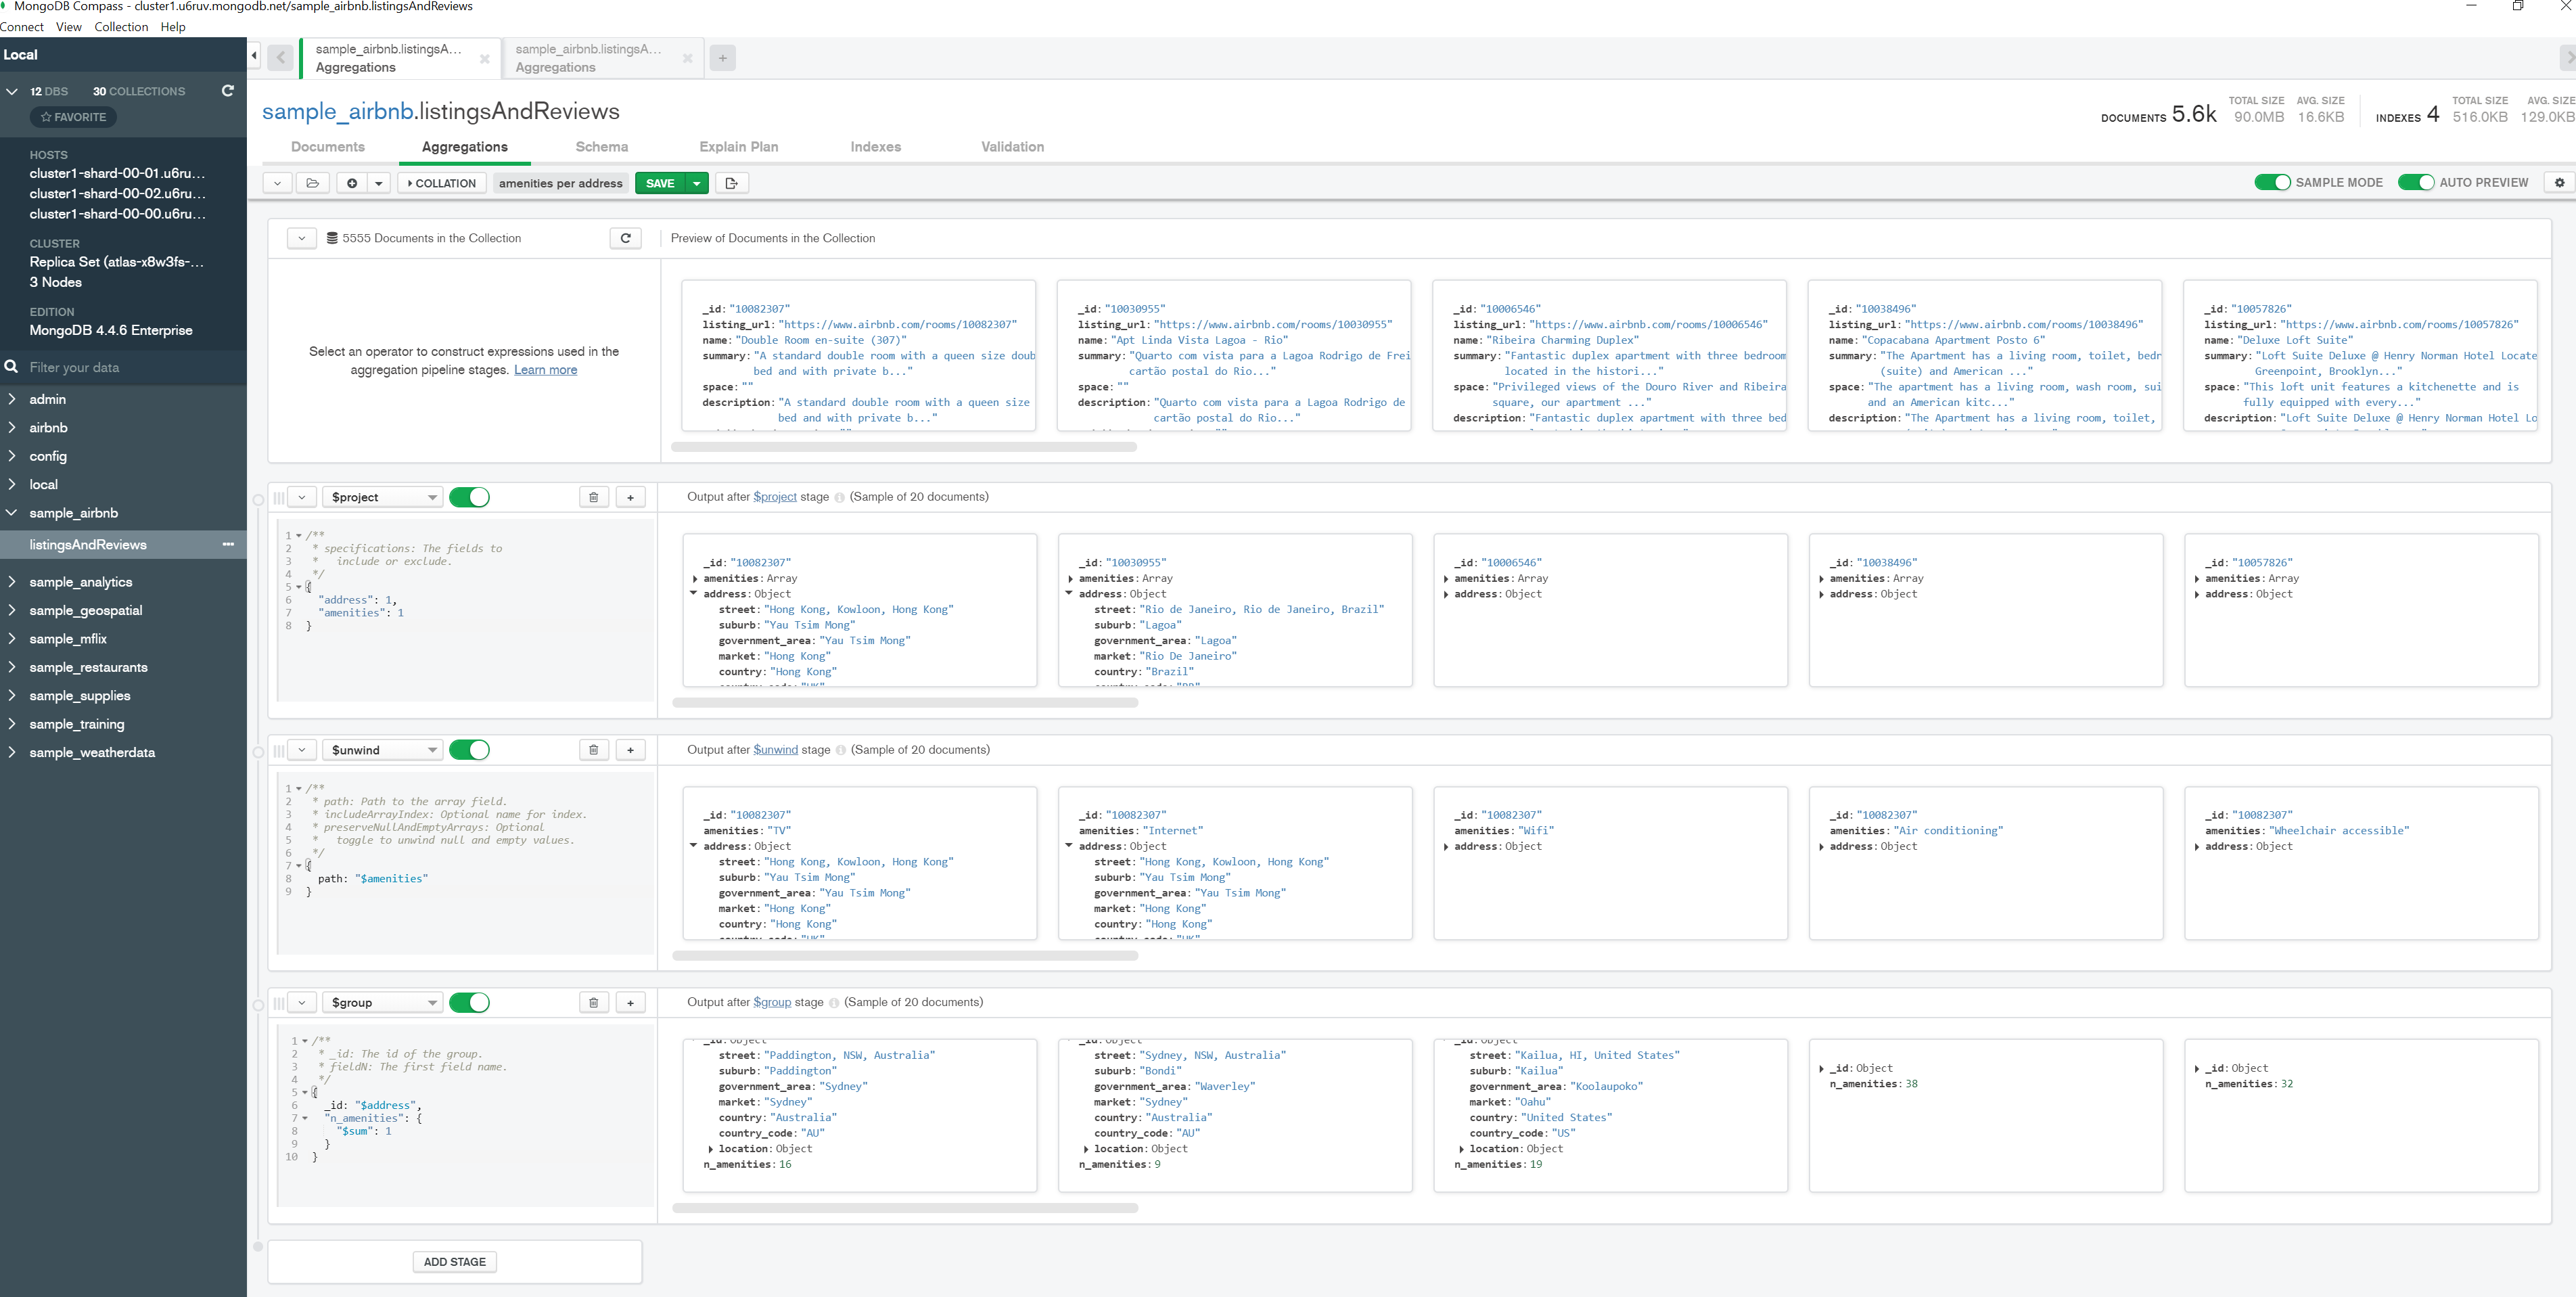 MongoDB Compass - cluster1.u6ruv.mongodb.net/sample_airbnb.listingsAndReviews
Connect View Collection Help
Local
12 DBS 30 COLLECTIONS
FAVORITE
HOSTS
cluster1-shard-00-01.u6ru...
cluster1-shard-00-02.u6ru...
cluster1-shard-00-00.u6ru...
CLUSTER
Replica Set (atlas-x8w3fs-...
3 Nodes
EDITION
MongoDB 4.4.6 Enterprise
Filter your data
admin
airbnb
config
local
sample_airbnb
listingsAndReviews
sample_analytics
sample_geospatial
sample_mflix
sample_restaurants
sample_supplies
sample_training
sample_weatherdata
sample_airbnb.listingsA...
Aggregations
sample_airbnb.listingsA...
Aggregations
sample_airbnb.listingsAndReviews
DOCUMENTS 5.6k TOTAL SIZE 90.0MB AVG. SIZE 16.6KB INDEXES 4 TOTAL SIZE 516.0KB AVG. SIZE 129.0KB
Documents Aggregations Schema Explain Plan Indexes Validation
COLLATION amenities per address SAVE SAMPLE MODE AUTO PREVIEW
5555 Documents in the Collection
Preview of Documents in the Collection
Select an operator to construct expressions used in the
aggregation pipeline stages. Learn more
_id: "10082307"
listing_url: "https://www.airbnb.com/rooms/10082307"
name: "Double Room en-suite (307)"
summary: "A standard double room with a queen size doub
bed and with private b..."
space: ""
description: "A standard double room with a queen size
bed and with private b..."
_id: "10030955"
listing_url: "https://www.airbnb.com/rooms/10030955"
name: "Apt Linda Vista Lagoa - Rio"
summary: "Quarto com vista para a Lagoa Rodrigo de Frei
cartão postal do Rio..."
space: ""
description: "Quarto com vista para a Lagoa Rodrigo de
cartão postal do Rio..."
_id: "10006546"
listing_url: "https://www.airbnb.com/rooms/10006546"
name: "Ribeira Charming Duplex"
summary: "Fantastic duplex apartment with three bedroom
located in the histori..."
space: "Privileged views of the Douro River and Ribeira
square, our apartment ..."
description: "Fantastic duplex apartment with three bed
_id: "10038496"
listing_url: "https://www.airbnb.com/rooms/10038496"
name: "Copacabana Apartment Posto 6"
summary: "The Apartment has a living room, toilet, bedr
(suite) and American ..."
space: "The apartment has a living room, wash room, sui
and an American kitc..."
description: "The Apartment has a living room, toilet,
_id: "10057826"
listing_url: "https://www.airbnb.com/rooms/10057826"
name: "Deluxe Loft Suite"
summary: "Loft Suite Deluxe @ Henry Norman Hotel Locate
Greenpoint, Brooklyn..."
space: "This loft unit features a kitchenette and is
fully equipped with every..."
description: "Loft Suite Deluxe @ Henry Norman Hotel Lo
$project
Output after $project stage (Sample of 20 documents)
1 /**
2 * specifications: The fields to
3 * include or exclude.
4 */
5 {
6 "address": 1,
7 "amenities": 1
8 }
_id: "10082307"
amenities: Array
address: Object
street: "Hong Kong, Kowloon, Hong Kong"
suburb: "Yau Tsim Mong"
government_area: "Yau Tsim Mong"
market: "Hong Kong"
country: "Hong Kong"
country_code: "HK"
_id: "10030955"
amenities: Array
address: Object
street: "Rio de Janeiro, Rio de Janeiro, Brazil"
suburb: "Lagoa"
government_area: "Lagoa"
market: "Rio De Janeiro"
country: "Brazil"
country_code: "BR"
_id: "10006546"
amenities: Array
address: Object
_id: "10038496"
amenities: Array
address: Object
_id: "10057826"
amenities: Array
address: Object
$unwind
Output after $unwind stage (Sample of 20 documents)
1 /**
2 * path: Path to the array field.
3 * includeArrayIndex: Optional name for index.
4 * preserveNullAndEmptyArrays: Optional
5 * toggle to unwind null and empty values.
6 */
7 {
8 path: "$amenities"
9 }
_id: "10082307"
amenities: "TV"
address: Object
street: "Hong Kong, Kowloon, Hong Kong"
suburb: "Yau Tsim Mong"
government_area: "Yau Tsim Mong"
market: "Hong Kong"
country: "Hong Kong"
country_code: "HK"
_id: "10082307"
amenities: "Internet"
address: Object
street: "Hong Kong, Kowloon, Hong Kong"
suburb: "Yau Tsim Mong"
government_area: "Yau Tsim Mong"
market: "Hong Kong"
country: "Hong Kong"
country_code: "HK"
_id: "10082307"
amenities: "Wifi"
address: Object
_id: "10082307"
amenities: "Air conditioning"
address: Object
_id: "10082307"
amenities: "Wheelchair accessible"
address: Object
$group
Output after $group stage (Sample of 20 documents)
1 /**
2 * _id: The id of the group.
3 * fieldN: The first field name.
4 */
5 {
6 _id: "$address",
7 "n_amenities": {
8 "$sum": 1
9 }
10 }
_id: Object
street: "Paddington, NSW, Australia"
suburb: "Paddington"
government_area: "Sydney"
market: "Sydney"
country: "Australia"
country_code: "AU"
location: Object
n_amenities: 16
_id: Object
street: "Sydney, NSW, Australia"
suburb: "Bondi"
government_area: "Waverley"
market: "Sydney"
country: "Australia"
country_code: "AU"
location: Object
n_amenities: 9
_id: Object
street: "Kailua, HI, United States"
suburb: "Kailua"
government_area: "Koolaupoko"
market: "Oahu"
country: "United States"
country_code: "US"
location: Object
n_amenities: 19
_id: Object
n_amenities: 38
_id: Object
n_amenities: 32
ADD STAGE